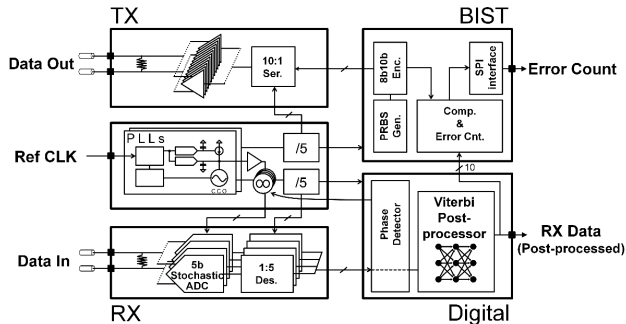 TX
BIST
Data Out
10:1
Ser.
8b10b Enc.
SPI
interface
Error Count
PRBS
Gen.
Comp.
&
Error Cnt.
PLLs
Ref CLK
CCO
/5
/5
10
Phase
Detector
Viterbi
Post-
processor
RX Data
(Post-processed)
Data In
5b
Stochastic
ADC
1:5
Des.
RX
Digital